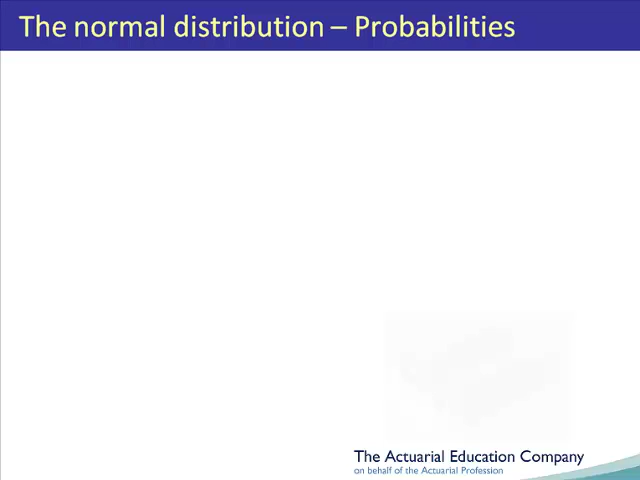 The normal distribution – Probabilities
The Actuarial Education Company
on behalf of the Actuarial Profession